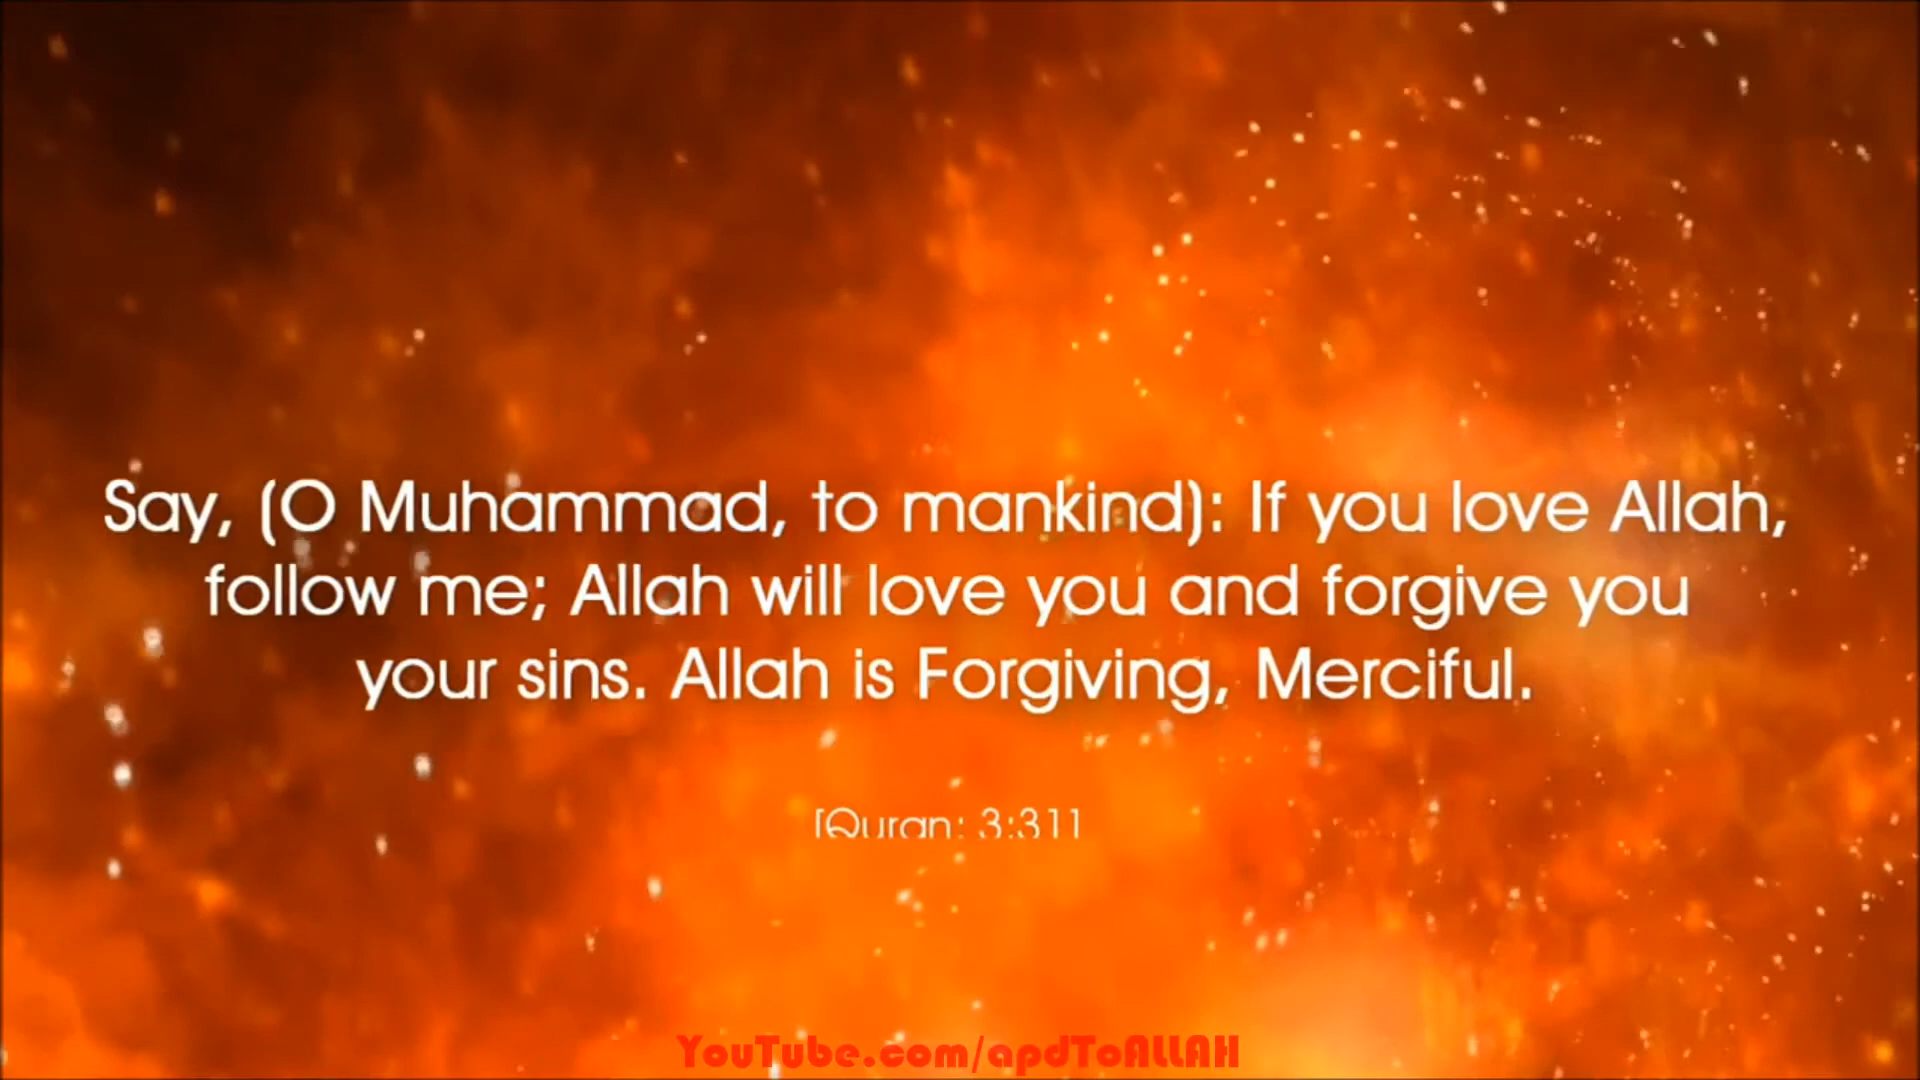 Say, (O Muhammad, to mankind): If you love Allah,
follow me; Allah will love you and forgive you
your sins. Allah is Forgiving, Merciful.
[Quran: 3:31]
YouTube.com/apdToALLAH